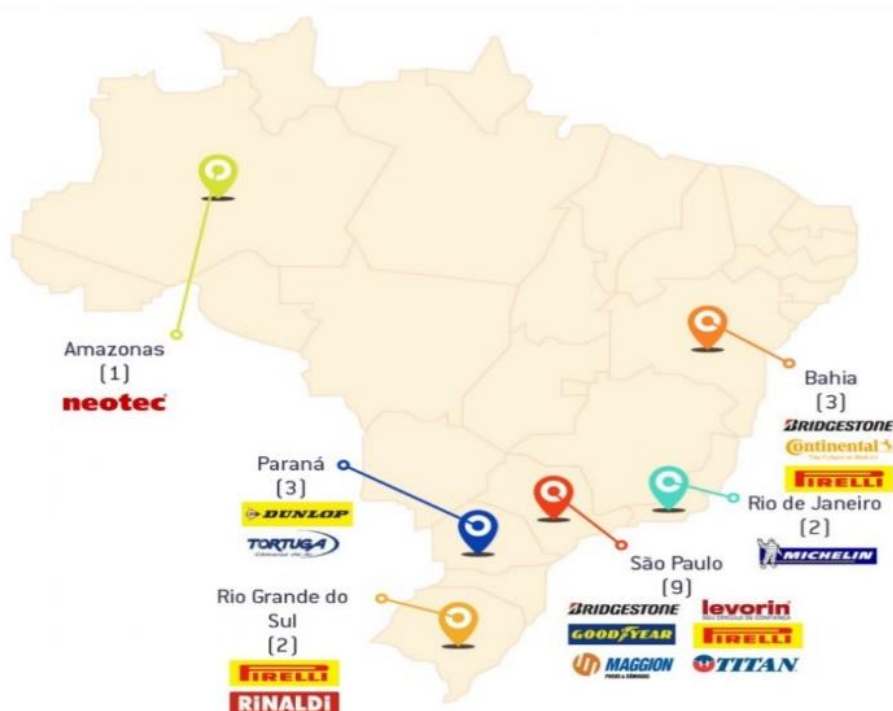 Amazonas
(1)
neotec
Bahia
(3)
BRIDGESTONE
Continental
PIRELLI
Paraná
(3)
DUNLOP
TORTUGA
Rio de Janeiro
(2)
MICHELIN
São Paulo
(9)
BRIDGESTONE
levorin
GOODYEAR
PIRELLI
MAGGION
TITAN
Rio Grande do
Sul
(2)
PIRELLI
RiNALDi